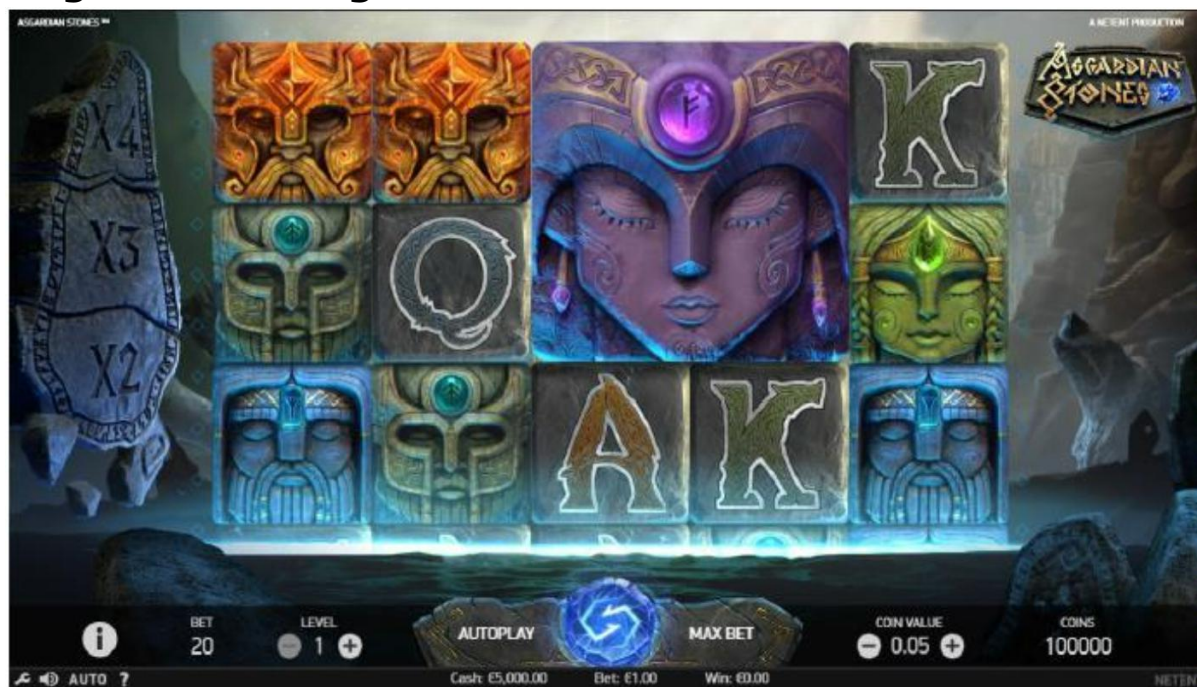 ASGARDIAN STONES™
A NETENT PRODUCTION
ASGARDIAN
STONES
X4
X3
X2
K
Q
A K
BET
20
LEVEL
1
AUTOPLAY
MAX BET
COIN VALUE
0.05
COINS
100000
AUTO ?
Cash: €5,000.00 Bet: €1.00 Win: €0.00
NETEN